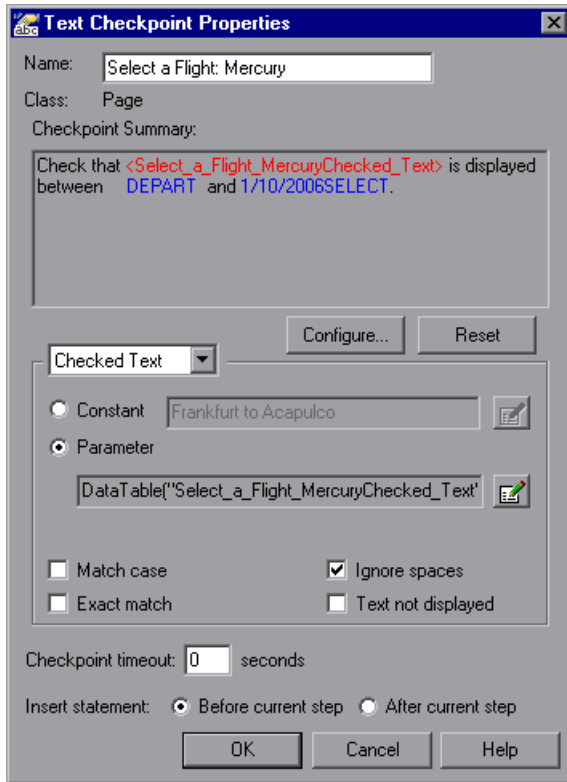 Text Checkpoint Properties
Name: Select a Flight: Mercury
Class: Page
Checkpoint Summary:
Check that <Select_a_Flight_MercuryChecked_Text> is displayed
between DEPART and 1/10/2006SELECT.
Configure... Reset
Checked Text
Constant Frankfurt to Acapulco
Parameter
DataTable("Select_a_Flight_MercuryChecked_Text"
Match case Ignore spaces
Exact match Text not displayed
Checkpoint timeout: 0 seconds
Insert statement: Before current step After current step
OK Cancel Help